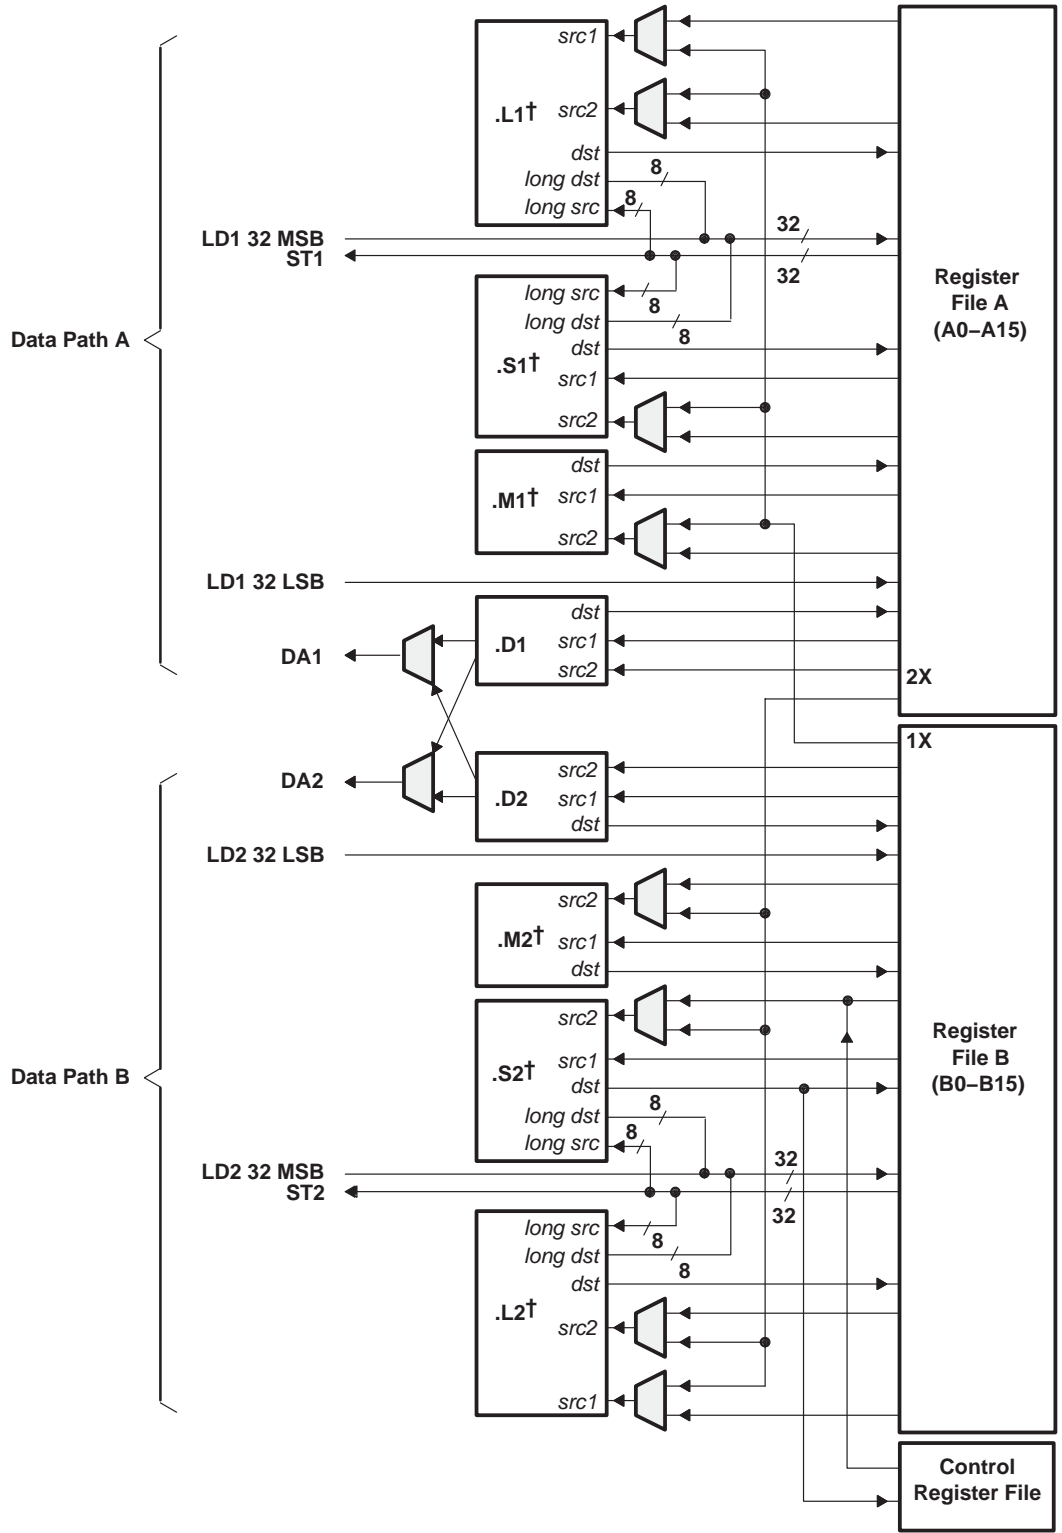 src1
.L1†
src2
dst
long dst
8
long src
8
LD1 32 MSB
32
ST1
32
Register
File A
(A0–A15)
long src
8
long dst
8
Data Path A
dst
.S1†
src1
src2
dst
.M1†
src1
src2
LD1 32 LSB
dst
.D1
src1
DA1
src2
2X
1X
DA2
src2
.D2
src1
dst
LD2 32 LSB
src2
.M2†
src1
dst
src2
Register
File B
(B0–B15)
src1
.S2†
Data Path B
dst
8
long dst
8
long src
LD2 32 MSB
32
ST2
32
long src
8
long dst
8
dst
.L2†
src2
src1
Control
Register File